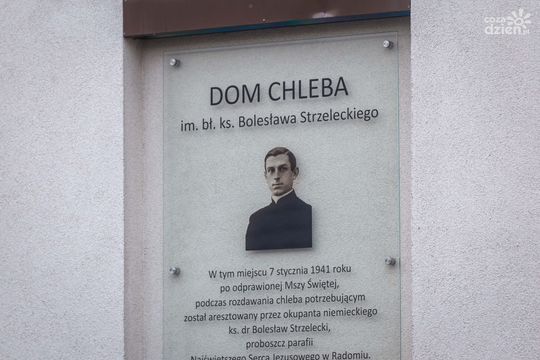 cozadzień.pl
DOM CHLEBA
im. bł. ks. Bolesława Strzeleckiego
W tym miejscu 7 stycznia 1941 roku
po odprawionej Mszy Świętej,
podczas rozdawania chleba potrzebującym
został aresztowany przez okupanta niemieckiego
ks. dr Bolesław Strzelecki,
proboszcz parafii
Najświętszego Serca Jezusowego w Radomiu.